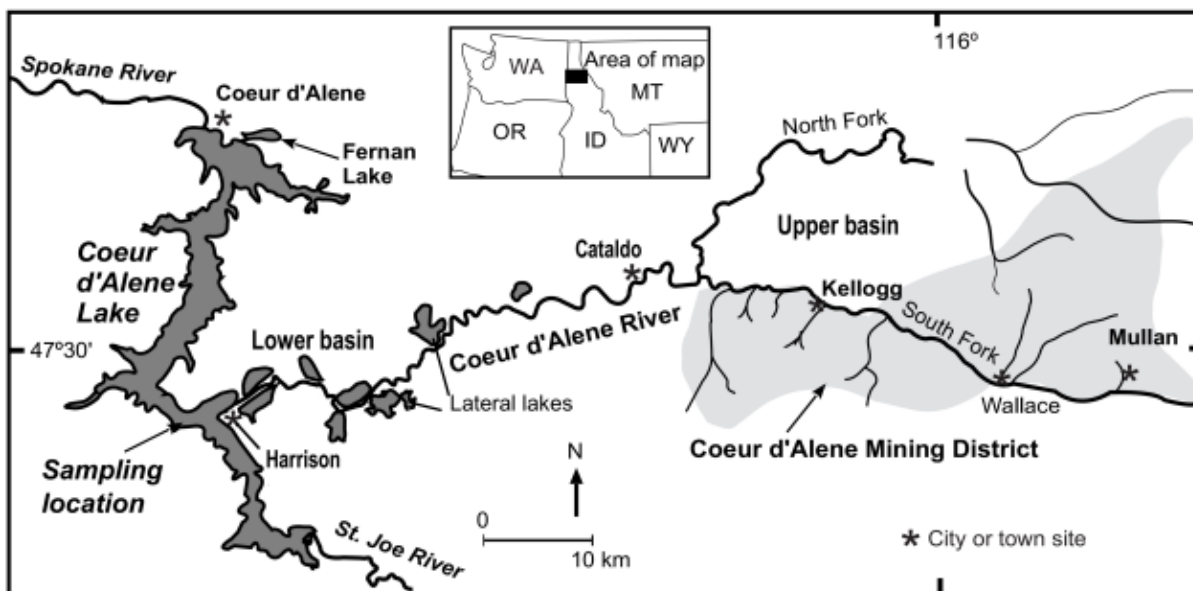 116º
Spokane River
Coeur d'Alene
Fernan
Lake
WA
Area of map
MT
OR
ID
WY
North Fork
Upper basin
Coeur
d'Alene
Lake
Cataldo
Kellogg
Coeur d'Alene River
South Fork
47º30'
Lower basin
Mullan
Lateral lakes
Wallace
Sampling
location
Harrison
Coeur d'Alene Mining District
N
St. Joe River
0
10 km
* City or town site